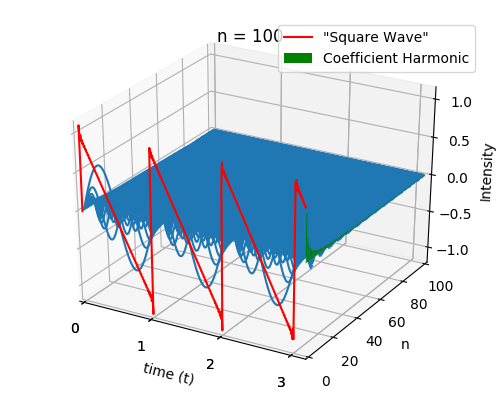 n = 100
"Square Wave"
Coefficient Harmonic
1.0
0.5
0.0
−0.5
−1.0
Intensity
0
1
2
3
time (t)
0
20
40
60
80
100
n